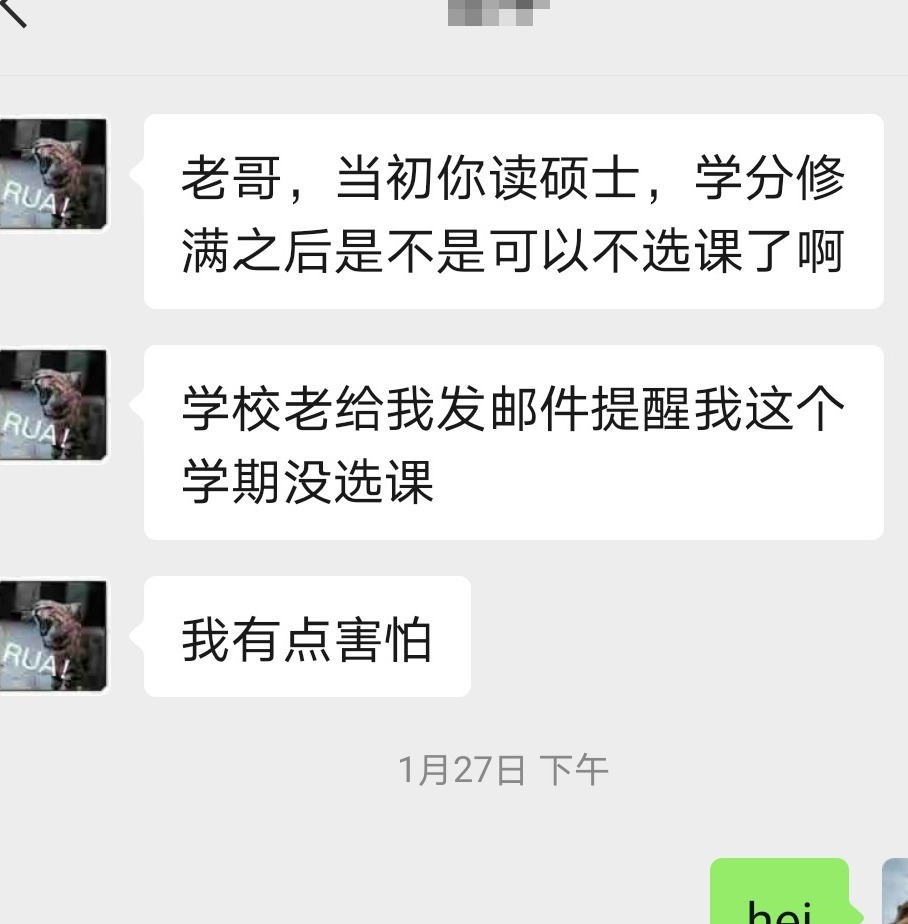 老哥，当初你读硕士，学分修
满之后是不是可以不选课了啊
RUA!
学校老给我发邮件提醒我这个
学期没选课
RUA!
我有点害怕
RUA!
1月27日 下午
hei